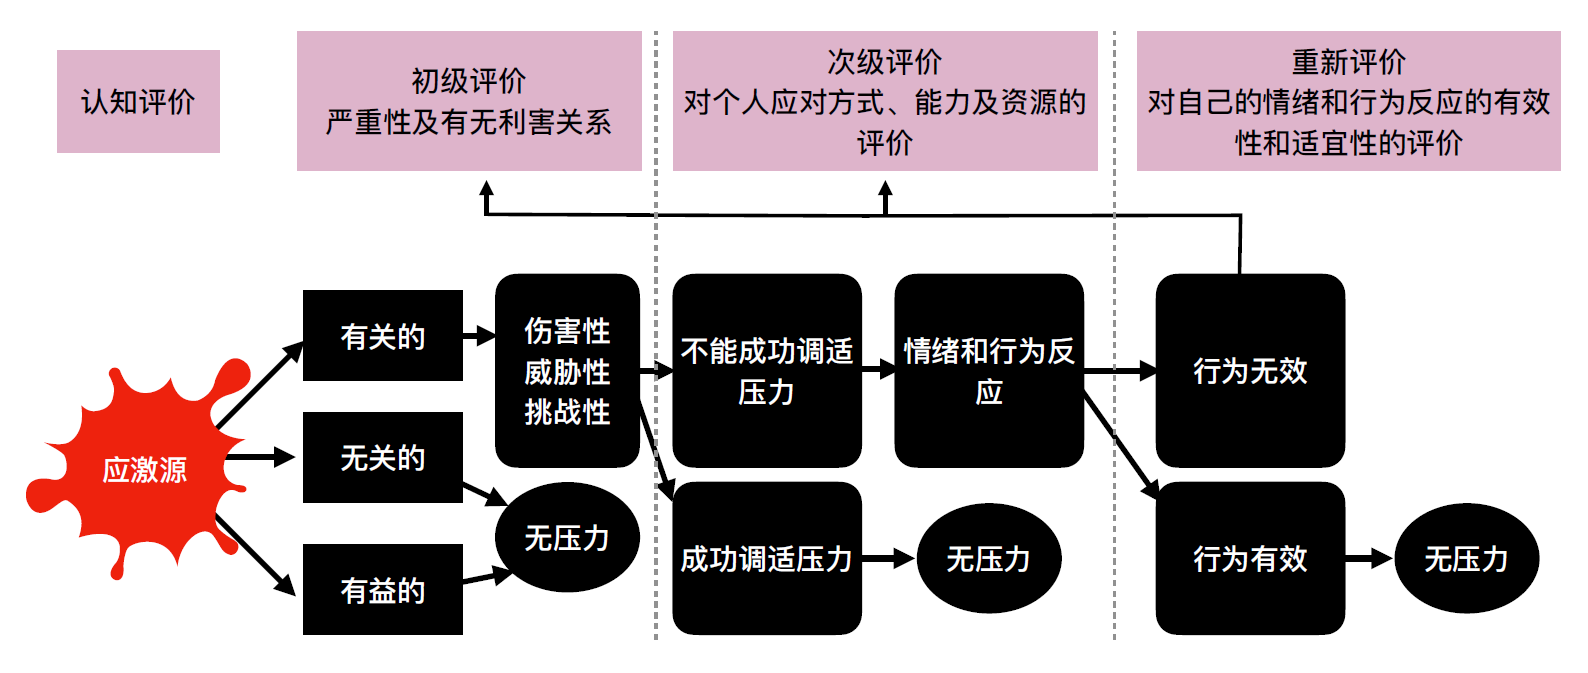 认知评价
初级评价
严重性及有无利害关系
次级评价
对个人应对方式、能力及资源的
评价
重新评价
对自己的情绪和行为反应的有效
性和适宜性的评价
应激源
有关的
无关的
有益的
伤害性
威胁性
挑战性
无压力
不能成功调适
压力
成功调适压力
情绪和行为反
应
无压力
行为无效
行为有效
无压力